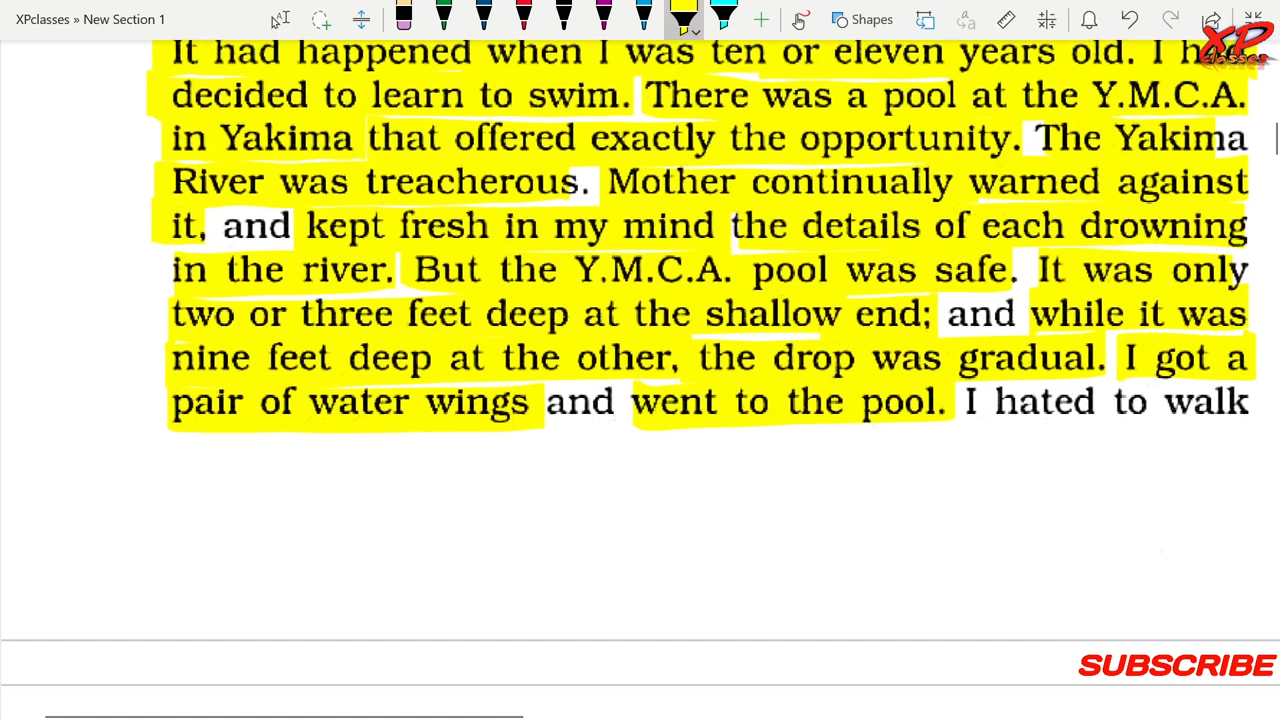 XPclasses » New Section 1
Shapes
XP
classes
It had happened when I was ten or eleven years old. I had
decided to learn to swim. There was a pool at the Y.M.C.A.
in Yakima that offered exactly the opportunity. The Yakima
River was treacherous. Mother continually warned against
it, and kept fresh in my mind the details of each drowning
in the river. But the Y.M.C.A. pool was safe. It was only
two or three feet deep at the shallow end; and while it was
nine feet deep at the other, the drop was gradual. I got a
pair of water wings and went to the pool. I hated to walk
SUBSCRIBE